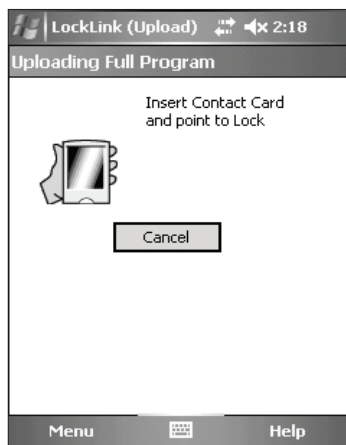 LockLink (Upload) 2:18
Uploading Full Program
Insert Contact Card
and point to Lock
Cancel
Menu Help